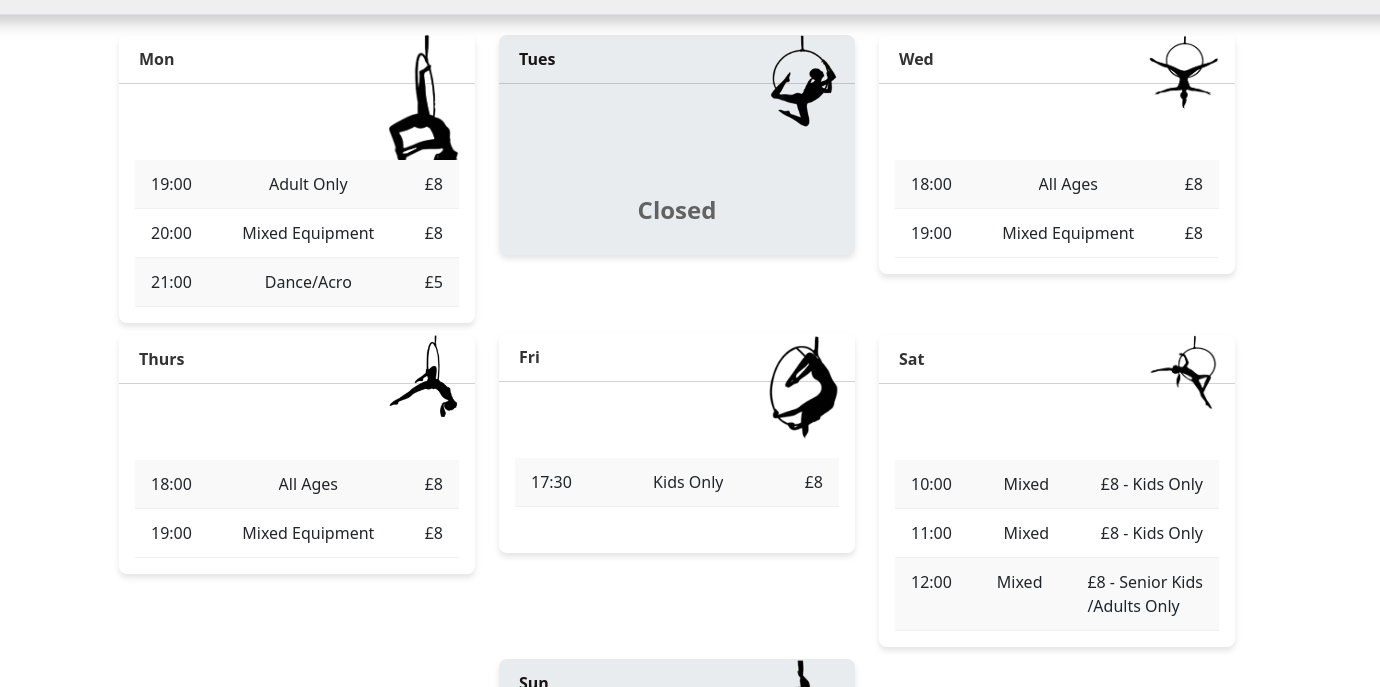 Mon
19:00 Adult Only £8
20:00 Mixed Equipment £8
21:00 Dance/Acro £5
Tues
Closed
Wed
18:00 All Ages £8
19:00 Mixed Equipment £8
Thurs
18:00 All Ages £8
19:00 Mixed Equipment £8
Fri
17:30 Kids Only £8
Sat
10:00 Mixed £8 - Kids Only
11:00 Mixed £8 - Kids Only
12:00 Mixed £8 - Senior Kids
/Adults Only
Sun